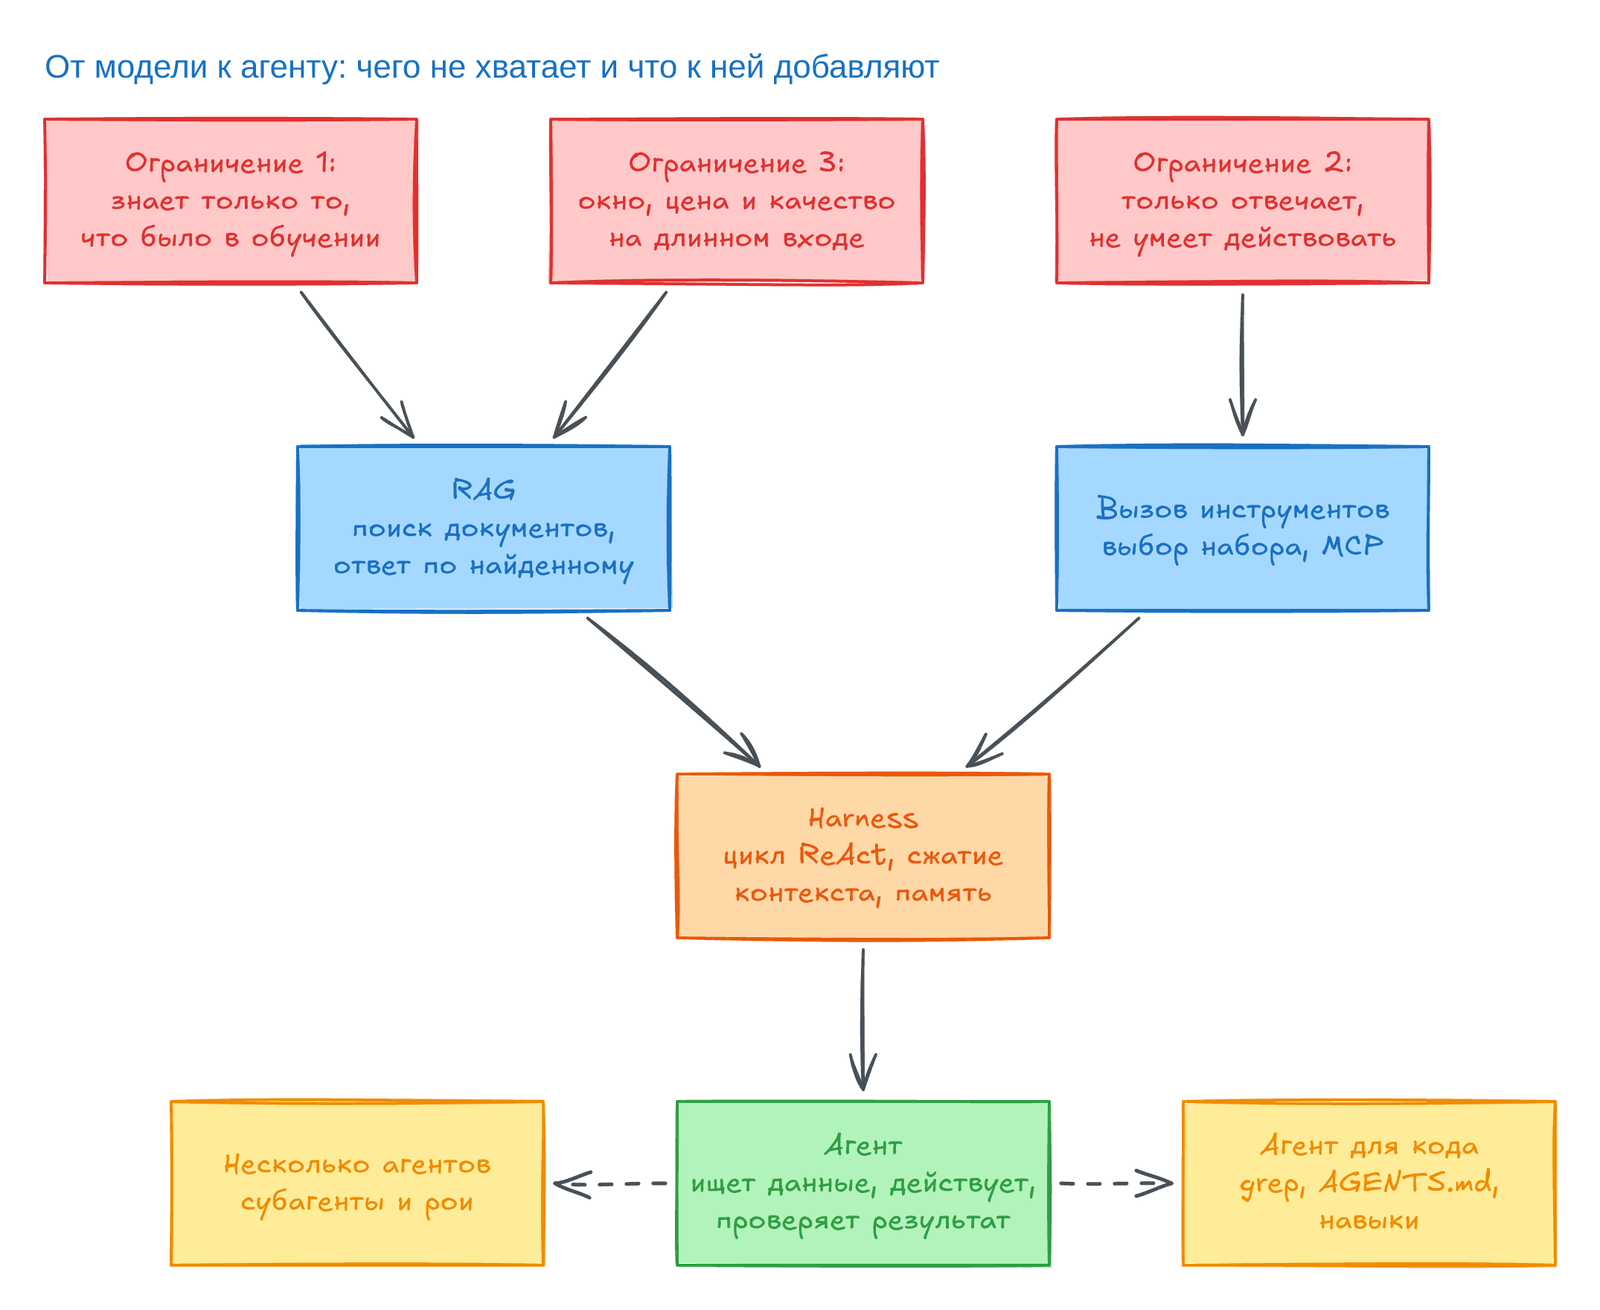 От модели к агенту: чего не хватает и что к ней добавляют
Ограничение 1:
знает только то,
что было в обучении
Ограничение 3:
окно, цена и качество
на длинном входе
Ограничение 2:
только отвечает,
не умеет действовать
RAG
поиск документов,
ответ по найденному
Вызов инструментов
выбор набора, MCP
Harness
цикл ReAct, сжатие
контекста, память
Несколько агентов
субагенты и рои
Агент
ищет данные, действует,
проверяет результат
Агент для кода
grep, AGENTS.md,
навыки